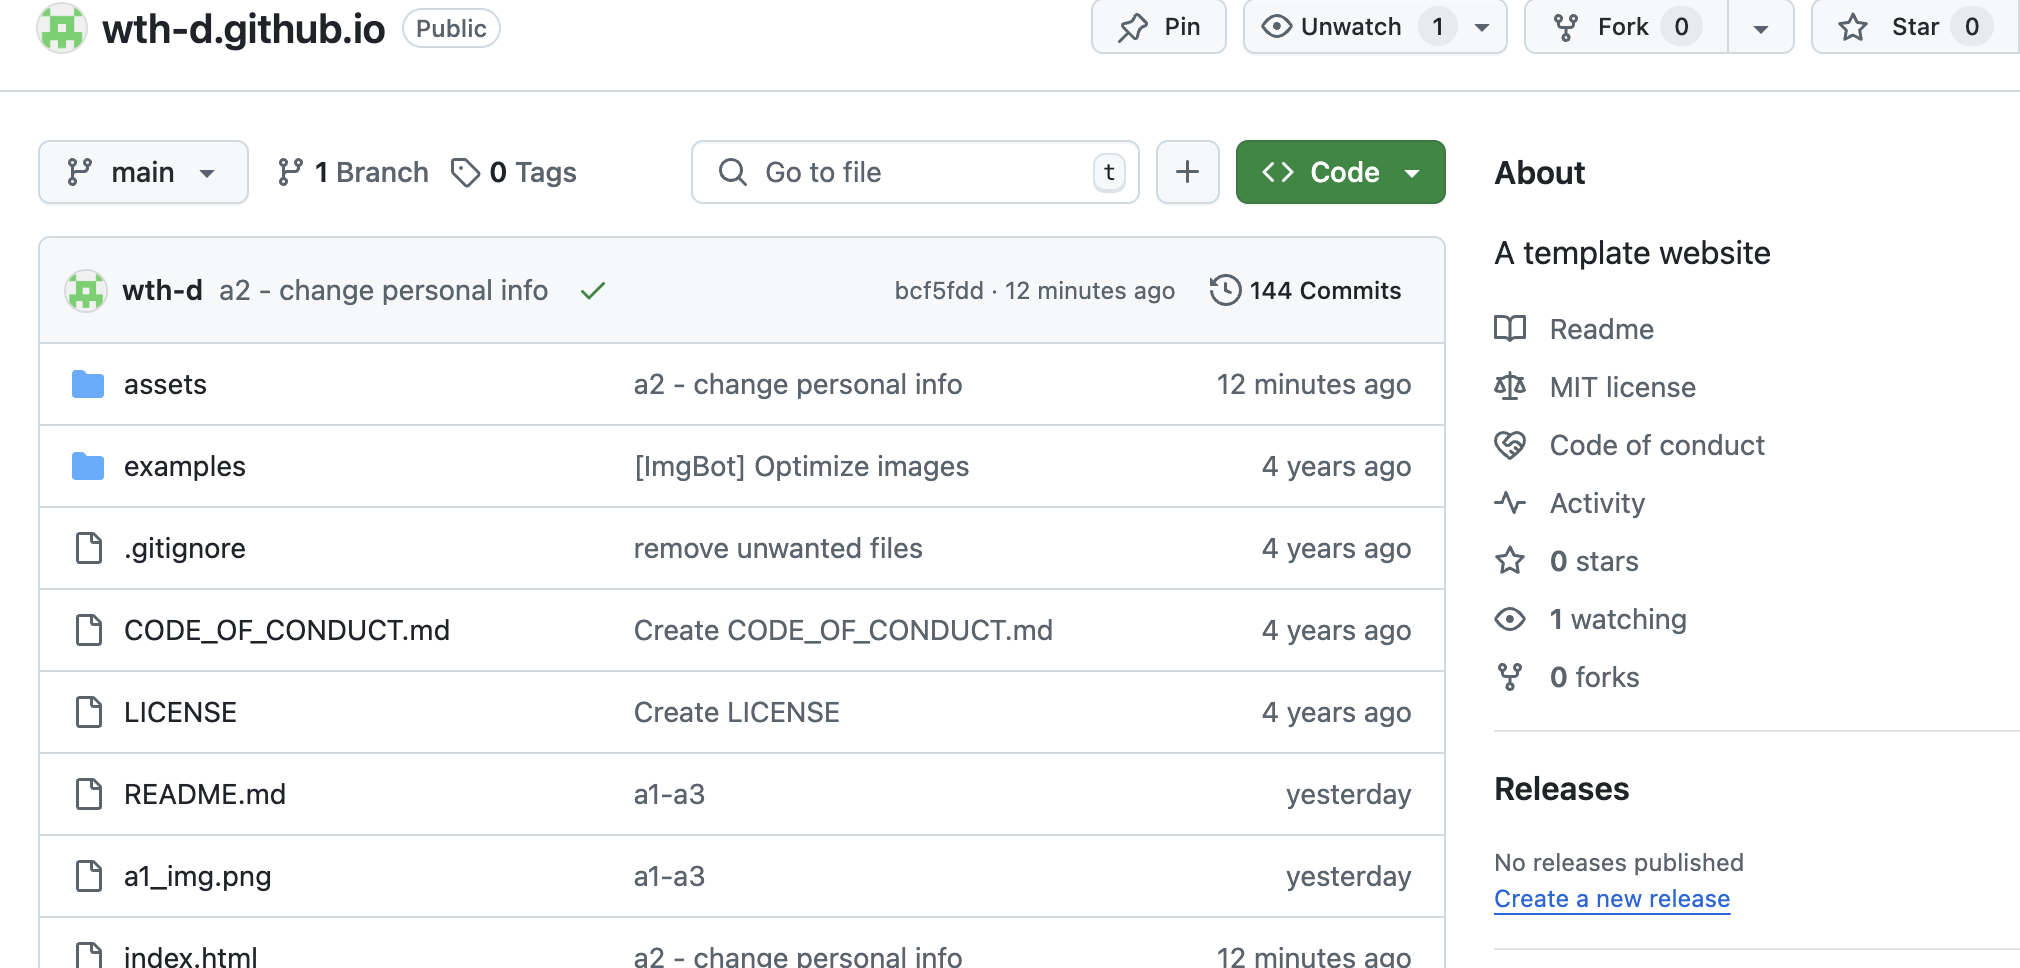 wth-d.github.io Public Pin Unwatch 1 Fork 0 Star 0
main 1 Branch 0 Tags Go to file t Code
wth-d a2 - change personal info bcf5fdd · 12 minutes ago 144 Commits
assets a2 - change personal info 12 minutes ago
examples [ImgBot] Optimize images 4 years ago
.gitignore remove unwanted files 4 years ago
CODE_OF_CONDUCT.md Create CODE_OF_CONDUCT.md 4 years ago
LICENSE Create LICENSE 4 years ago
README.md a1-a3 yesterday
a1_img.png a1-a3 yesterday
index.html a2 - change personal info 12 minutes ago
About
A template website
Readme
MIT license
Code of conduct
Activity
0 stars
1 watching
0 forks
Releases
No releases published
Create a new release